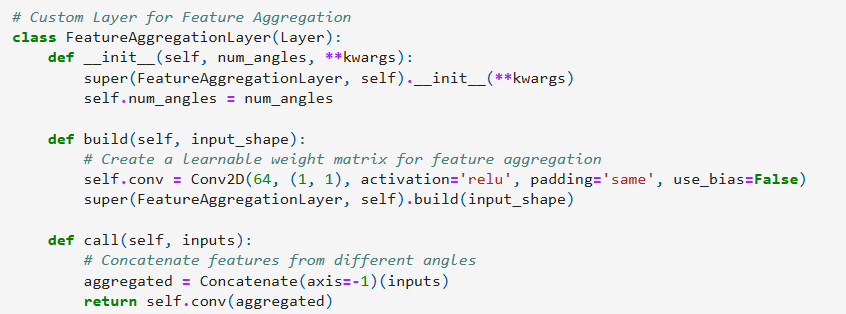 # Custom Layer for Feature Aggregation
class FeatureAggregationLayer(Layer):
    def __init__(self, num_angles, **kwargs):
        super(FeatureAggregationLayer, self).__init__(**kwargs)
        self.num_angles = num_angles

    def build(self, input_shape):
        # Create a learnable weight matrix for feature aggregation
        self.conv = Conv2D(64, (1, 1), activation='relu', padding='same', use_bias=False)
        super(FeatureAggregationLayer, self).build(input_shape)

    def call(self, inputs):
        # Concatenate features from different angles
        aggregated = Concatenate(axis=-1)(inputs)
        return self.conv(aggregated)